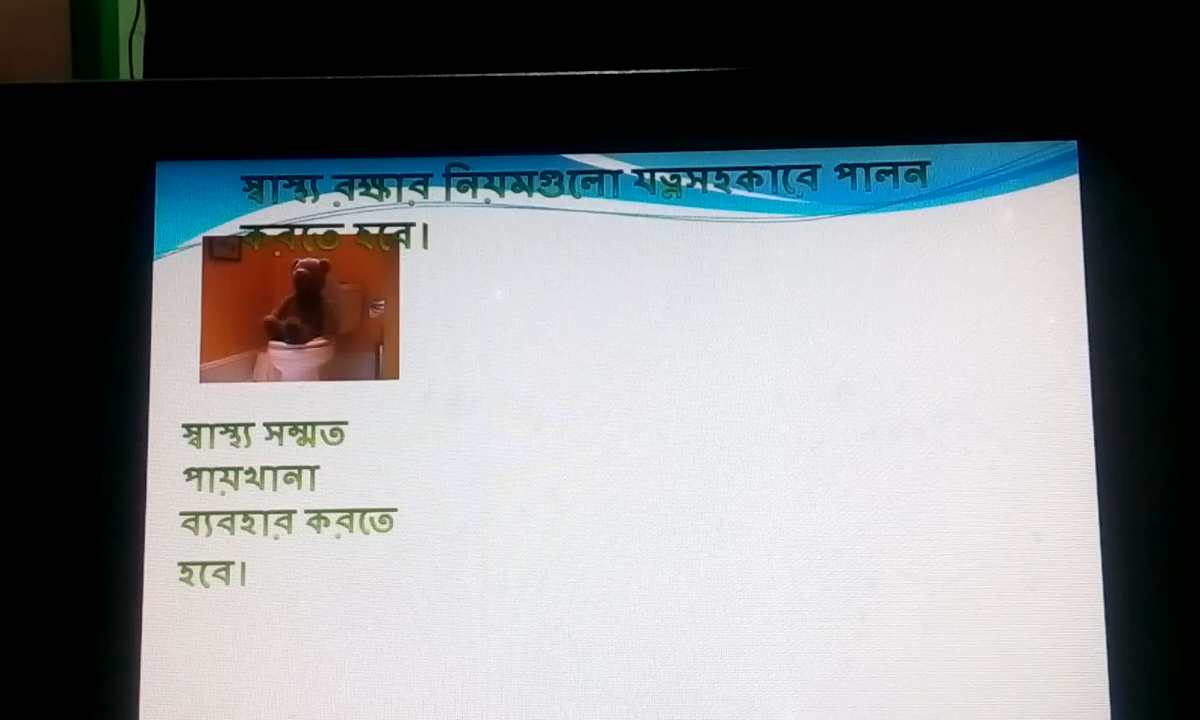 স্বাস্থ্য রক্ষার নিয়মগুলো যত্নসহকারে পালন
করতে হবে।
স্বাস্থ্য সম্মত
পায়খানা
ব্যবহার করতে
হবে।